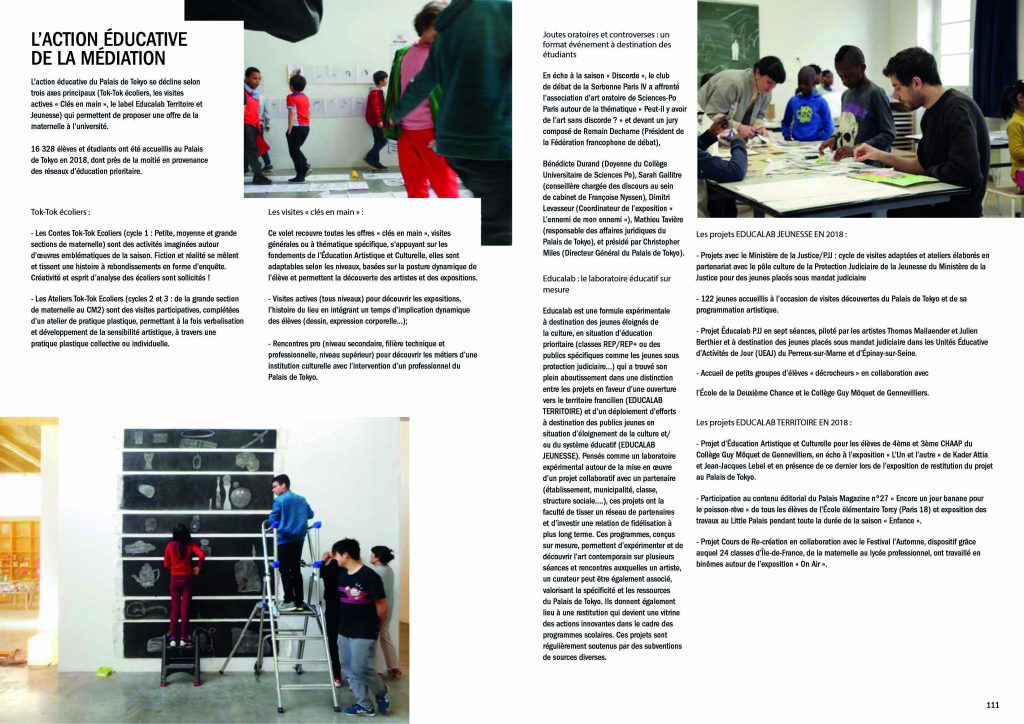 L'ACTION ÉDUCATIVE
DE LA MÉDIATION
L'action éducative du Palais de Tokyo se décline selon
trois axes principaux (Tok-Tok écoliers, les visites
actives « Clés en main », le label Educalab Territoire et
Jeunesse) qui permettent de proposer une offre de la
maternelle à l'université.
16 328 élèves et étudiants ont été accueillis au Palais
de Tokyo en 2018, dont près de la moitié en provenance
des réseaux d'éducation prioritaire.
Tok-Tok écoliers :
- Les Contes Tok-Tok Ecoliers (cycle 1 : Petite, moyenne et grande
sections de maternelle) sont des activités imaginées autour
d'œuvres emblématiques de la saison. Fiction et réalité se mêlent
et tissent une histoire à rebondissements en forme d'enquête.
Créativité et esprit d'analyse des écoliers sont sollicités !
- Les Ateliers Tok-Tok Ecoliers (cycles 2 et 3 : de la grande section
de maternelle au CM2) sont des visites participatives, complétées
d'un atelier de pratique plastique, permettant à la fois verbalisation
et développement de la sensibilité artistique, à travers une
pratique plastique collective ou individuelle.
Les visites « clés en main » :
Ce volet recouvre toutes les offres « clés en main », visites
générales ou à thématique spécifique, s'appuyant sur les
fondements de l'Éducation Artistique et Culturelle, elles sont
adaptables selon les niveaux, basées sur la posture dynamique de
l'élève et permettent la découverte des artistes et des expositions.
- Visites actives (tous niveaux) pour découvrir les expositions,
l'histoire du lieu en intégrant un temps d'implication dynamique
des élèves (dessin, expression corporelle...);
- Rencontres pro (niveau secondaire, filière technique et
professionnelle, niveau supérieur) pour découvrir les métiers d'une
institution culturelle avec l'intervention d'un professionnel du
Palais de Tokyo.
Joutes oratoires et controverses : un
format événement à destination des
étudiants
En écho à la saison « Discorde », le club
de débat de la Sorbonne Paris IV a affronté
l'association d'art oratoire de Sciences-Po
Paris autour de la thématique « Peut-il y avoir
de l'art sans discorde ? » et devant un jury
composé de Romain Decharme (Président de
la Fédération francophone de débat),
Bénédicte Durand (Doyenne du Collège
Universitaire de Sciences Po), Sarah Gallitre
(conseillère chargée des discours au sein
de cabinet de Françoise Nyssen), Dimitri
Levasseur (Coordinateur de l'exposition «
L'ennemi de mon ennemi »), Mathieu Tavière
(responsable des affaires juridiques du
Palais de Tokyo), et présidé par Christopher
Miles (Directeur Général du Palais de Tokyo).
Educalab : le laboratoire éducatif sur
mesure
Educalab est une formule expérimentale
à destination des jeunes éloignés de
la culture, en situation d'éducation
prioritaire (classes REP/REP+ ou des
publics spécifiques comme les jeunes sous
protection judiciaire...) qui a trouvé son
plein aboutissement dans une distinction
entre les projets en faveur d'une ouverture
vers le territoire francilien (EDUCALAB
TERRITOIRE) et d'un déploiement d'efforts
à destination des publics jeunes en
situation d'éloignement de la culture et/
ou du système éducatif (EDUCALAB
JEUNESSE). Pensés comme un laboratoire
expérimental autour de la mise en œuvre
d'un projet collaboratif avec un partenaire
(établissement, municipalité, classe,
structure sociale....), ces projets ont la
faculté de tisser un réseau de partenaires
et d'investir une relation de fidélisation à
plus long terme. Ces programmes, conçus
sur mesure, permettent d'expérimenter et de
découvrir l'art contemporain sur plusieurs
séances et rencontres auxquelles un artiste,
un curateur peut être également associé,
valorisant la spécificité et les ressources
du Palais de Tokyo. Ils donnent également
lieu à une restitution qui devient une vitrine
des actions innovantes dans le cadre des
programmes scolaires. Ces projets sont
régulièrement soutenus par des subventions
de sources diverses.
Les projets EDUCALAB JEUNESSE EN 2018 :
- Projets avec le Ministère de la Justice/PJJ : cycle de visites adaptées et ateliers élaborés en
partenariat avec le pôle culture de la Protection Judiciaire de la Jeunesse du Ministère de la
Justice pour des jeunes placés sous mandat judiciaire
- 122 jeunes accueillis à l'occasion de visites découvertes du Palais de Tokyo et de sa
programmation artistique.
- Projet Éducalab PJJ en sept séances, piloté par les artistes Thomas Mailaender et Julien
Berthier et à destination des jeunes placés sous mandat judiciaire dans les Unités Éducative
d'Activités de Jour (UEAJ) du Perreux-sur-Marne et d'Épinay-sur-Seine.
- Accueil de petits groupes d'élèves « décrocheurs » en collaboration avec
l'École de la Deuxième Chance et le Collège Guy Môquet de Gennevilliers.
Les projets EDUCALAB TERRITOIRE EN 2018 :
- Projet d'Éducation Artistique et Culturelle pour les élèves de 4ème et 3ème CHAAP du
Collège Guy Môquet de Gennevilliers, en écho à l'exposition « L'Un et l'autre » de Kader Attia
et Jean-Jacques Lebel et en présence de ce dernier lors de l'exposition de restitution du projet
au Palais de Tokyo.
- Participation au contenu éditorial du Palais Magazine n°27 « Encore un jour banane pour
le poisson-rêve » de tous les élèves de l'École élémentaire Torcy (Paris 18) et exposition des
travaux au Little Palais pendant toute la durée de la saison « Enfance ».
- Projet Cours de Re-création en collaboration avec le Festival l'Automne, dispositif grâce
auquel 24 classes d'Île-de-France, de la maternelle au lycée professionnel, ont travaillé en
binômes autour de l'exposition « On Air ».
111